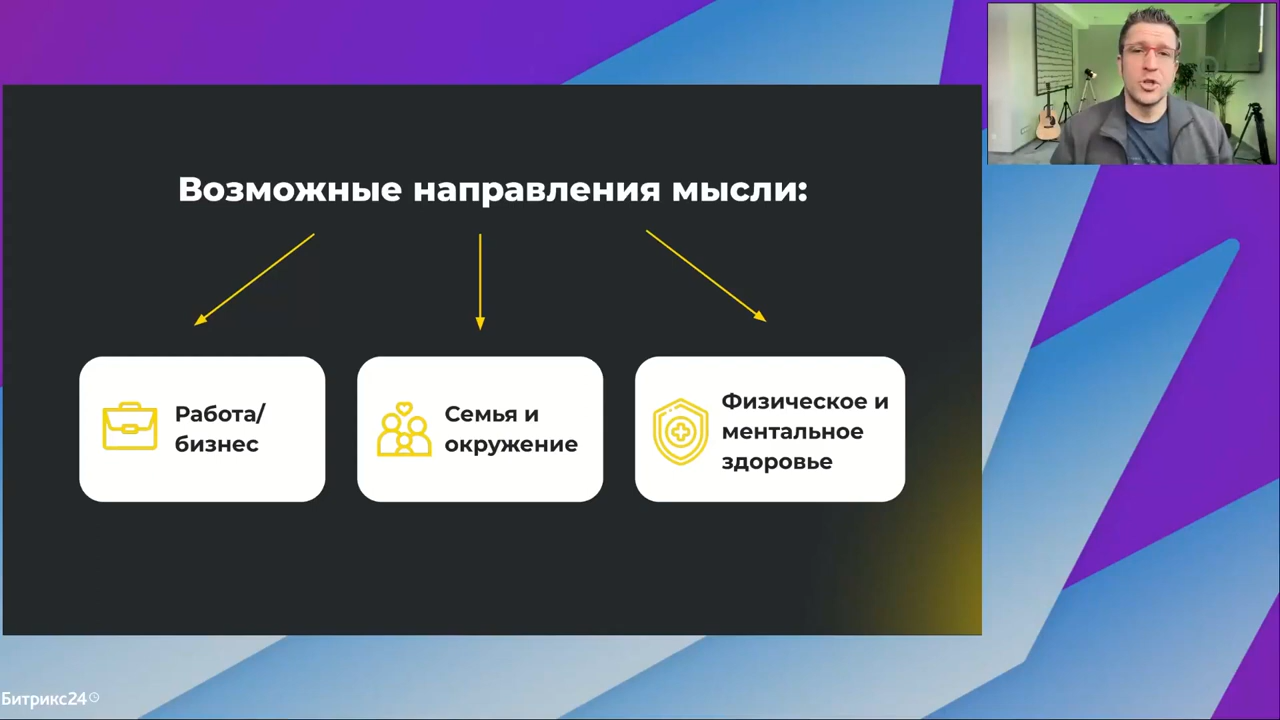 Возможные направления мысли:
Работа/
бизнес
Семья и
окружение
Физическое и
ментальное
здоровье
Битрикс24